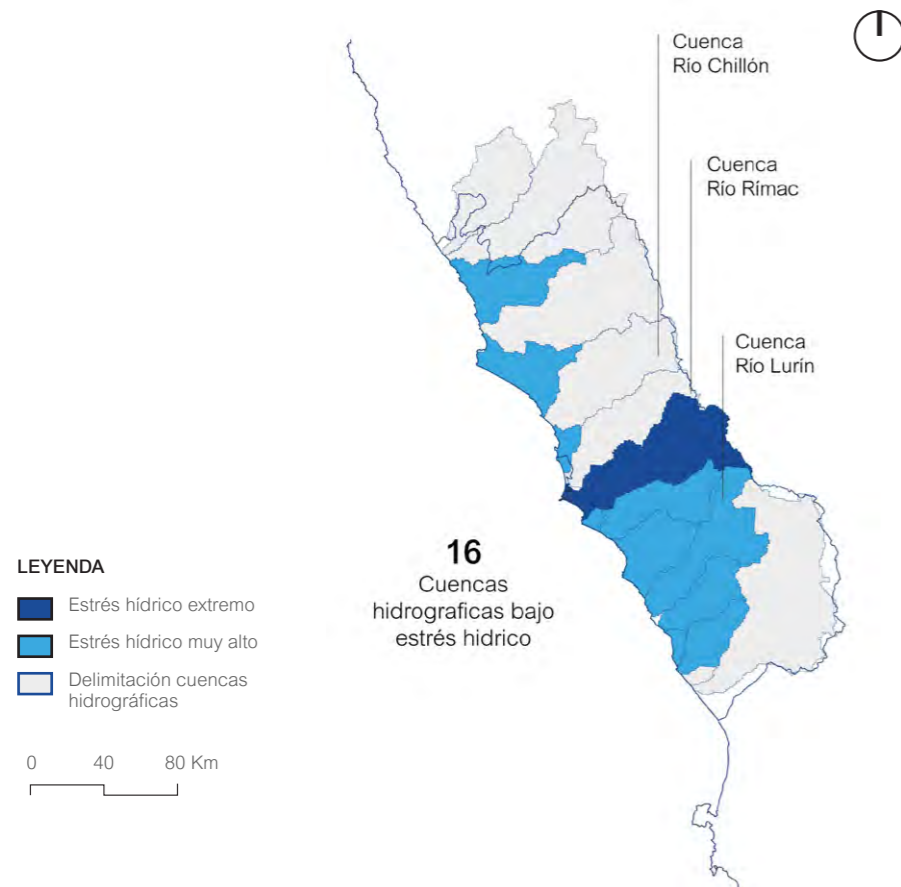 Cuenca
Río Chillón
Cuenca
Río Rímac
Cuenca
Río Lurín
16
Cuencas
hidrograficas bajo
estrés hidrico
LEYENDA
Estrés hídrico extremo
Estrés hídrico muy alto
Delimitación cuencas
hidrográficas
0 40 80 Km